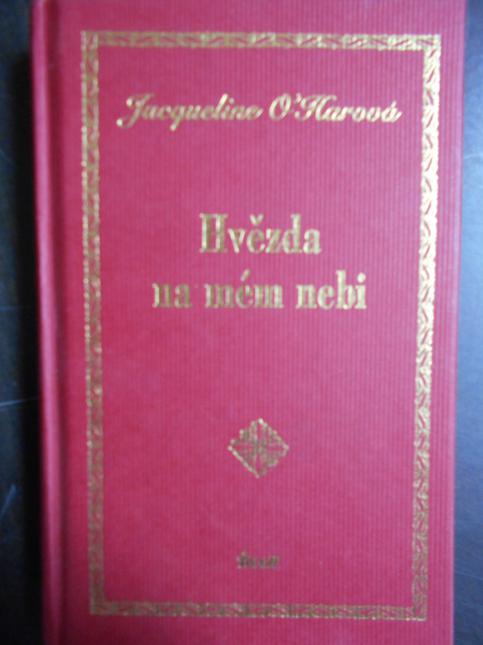 Jacqueline O'Harová
Hvězda
na mém nebi